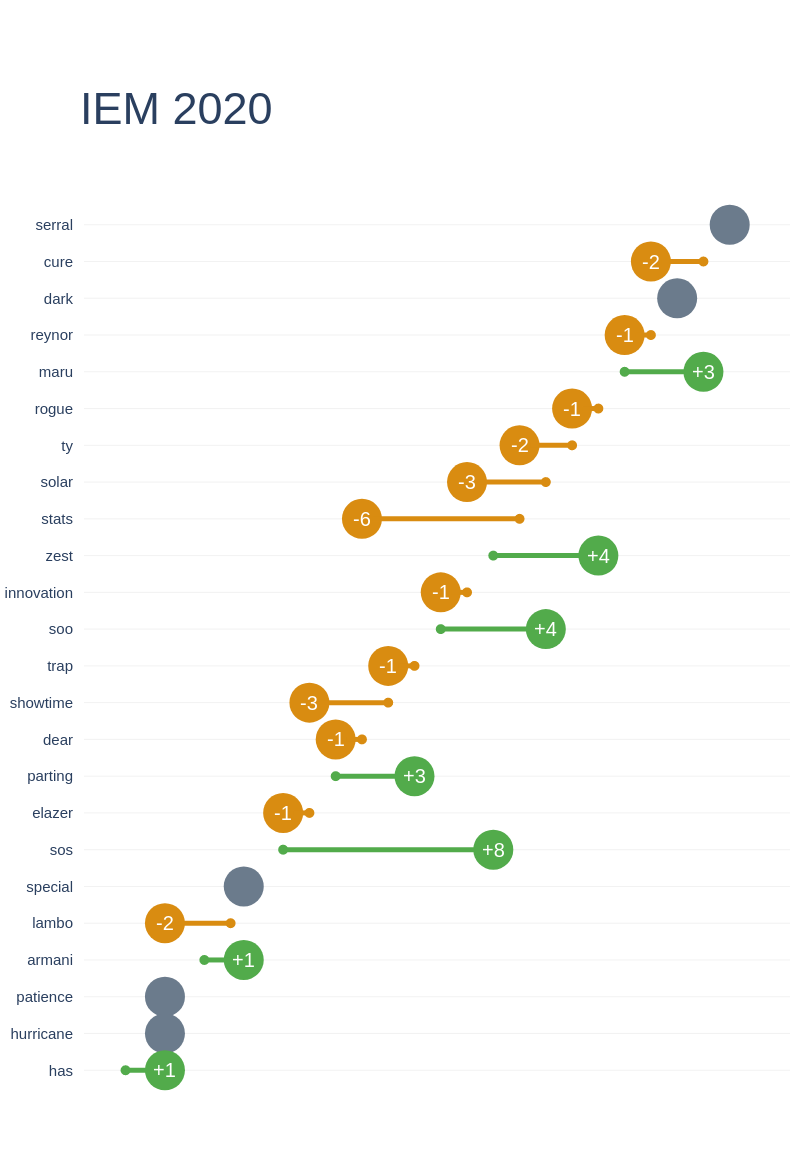 IEM 2020
serral
cure -2
dark
reynor -1
maru +3
rogue -1
ty -2
solar -3
stats -6
zest +4
innovation -1
soo +4
trap -1
showtime -3
dear -1
parting +3
elazer -1
sos +8
special
lambo -2
armani +1
patience
hurricane
has +1